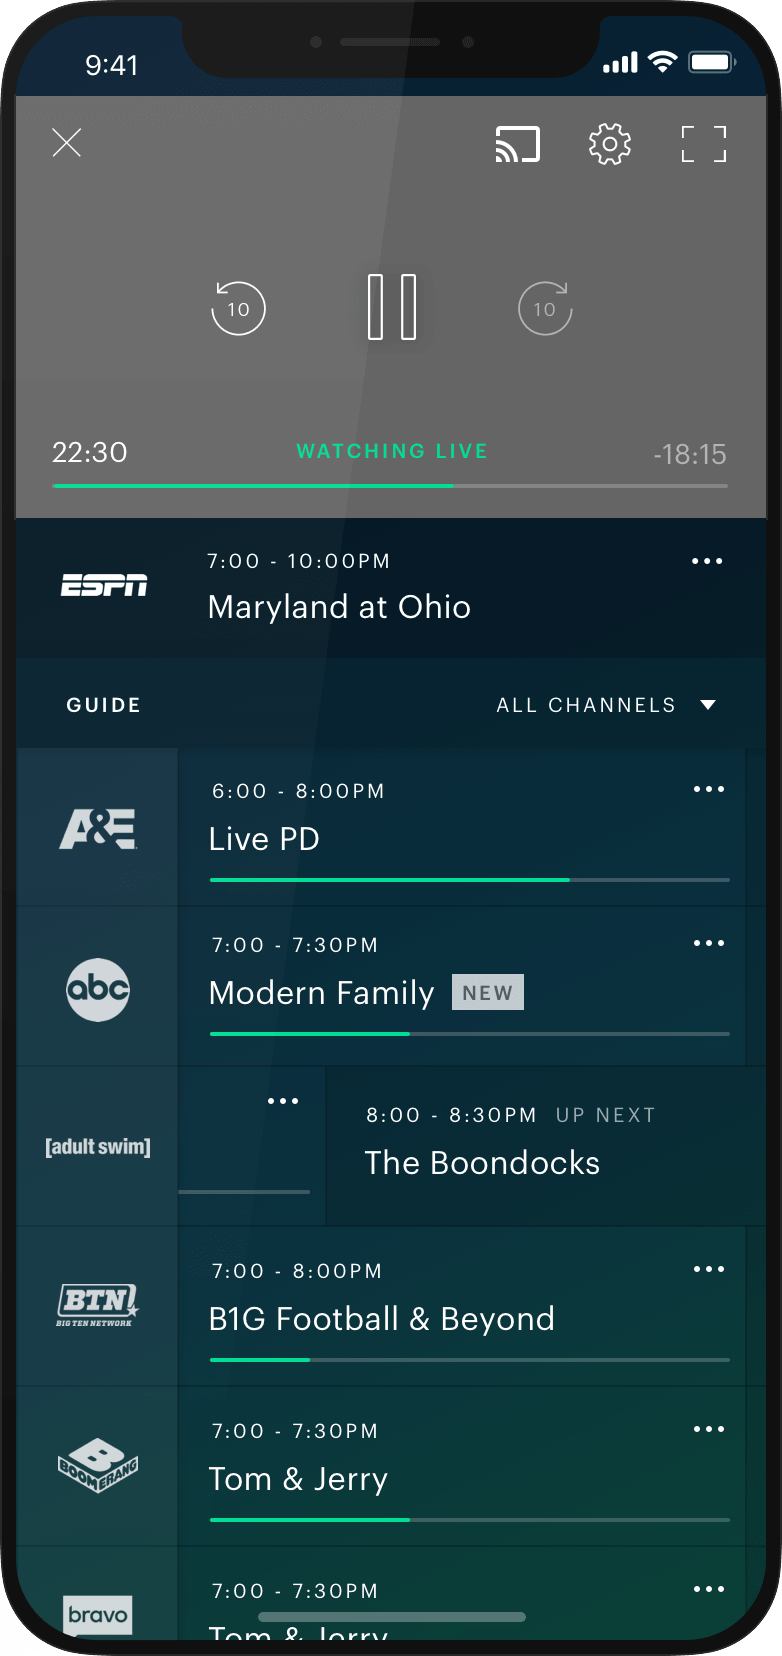 9:41
10
10
22:30
WATCHING LIVE
-18:15
ESPN
7:00 - 10:00PM
Maryland at Ohio
GUIDE
ALL CHANNELS
A&E
6:00 - 8:00PM
Live PD
abc
7:00 - 7:30PM
Modern Family
NEW
[adult swim]
8:00 - 8:30PM
UP NEXT
The Boondocks
BTN
BIG TEN NETWORK
7:00 - 8:00PM
B1G Football & Beyond
B
BOOMERANG
7:00 - 7:30PM
Tom & Jerry
bravo
7:00 - 7:30PM
Tom & Jerry